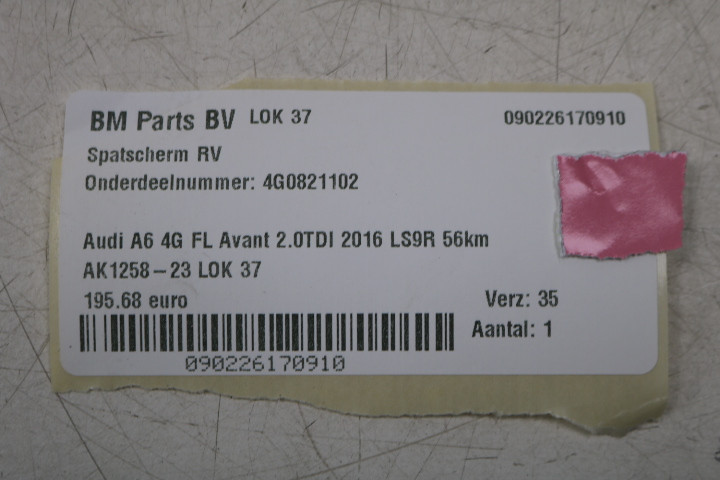 BM Parts BV LOK 37 090226170910
Spatscherm RV
Onderdeelnummer: 4G0821102
Audi A6 4G FL Avant 2.0TDI 2016 LS9R 56km
AK1258-23 LOK 37
195.68 euro Verz: 35
Aantal: 1
090226170910